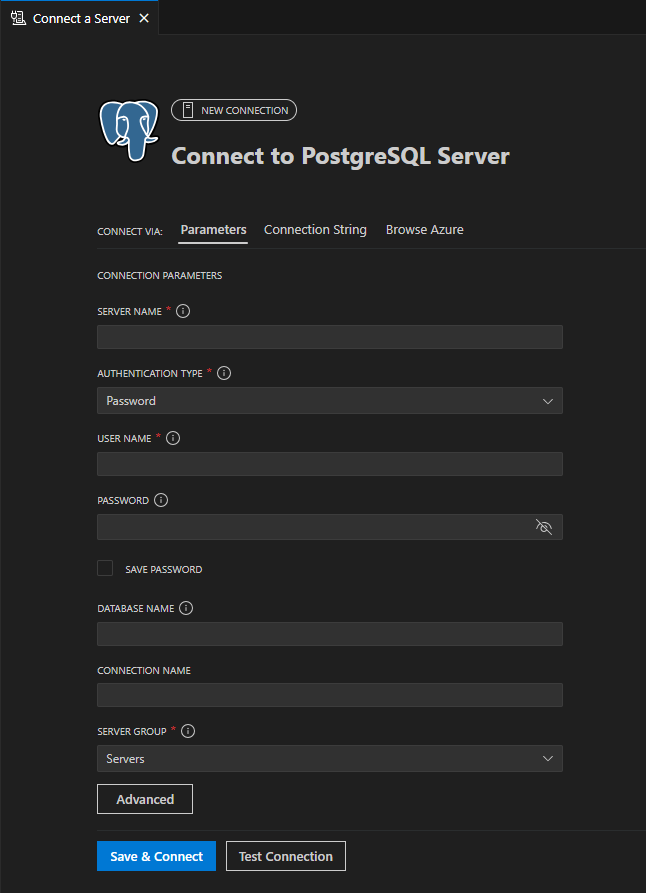 Connect a Server
NEW CONNECTION
Connect to PostgreSQL Server
CONNECT VIA: Parameters Connection String Browse Azure
CONNECTION PARAMETERS
SERVER NAME *
AUTHENTICATION TYPE *
Password
USER NAME *
PASSWORD
SAVE PASSWORD
DATABASE NAME
CONNECTION NAME
SERVER GROUP *
Servers
Advanced
Save & Connect Test Connection